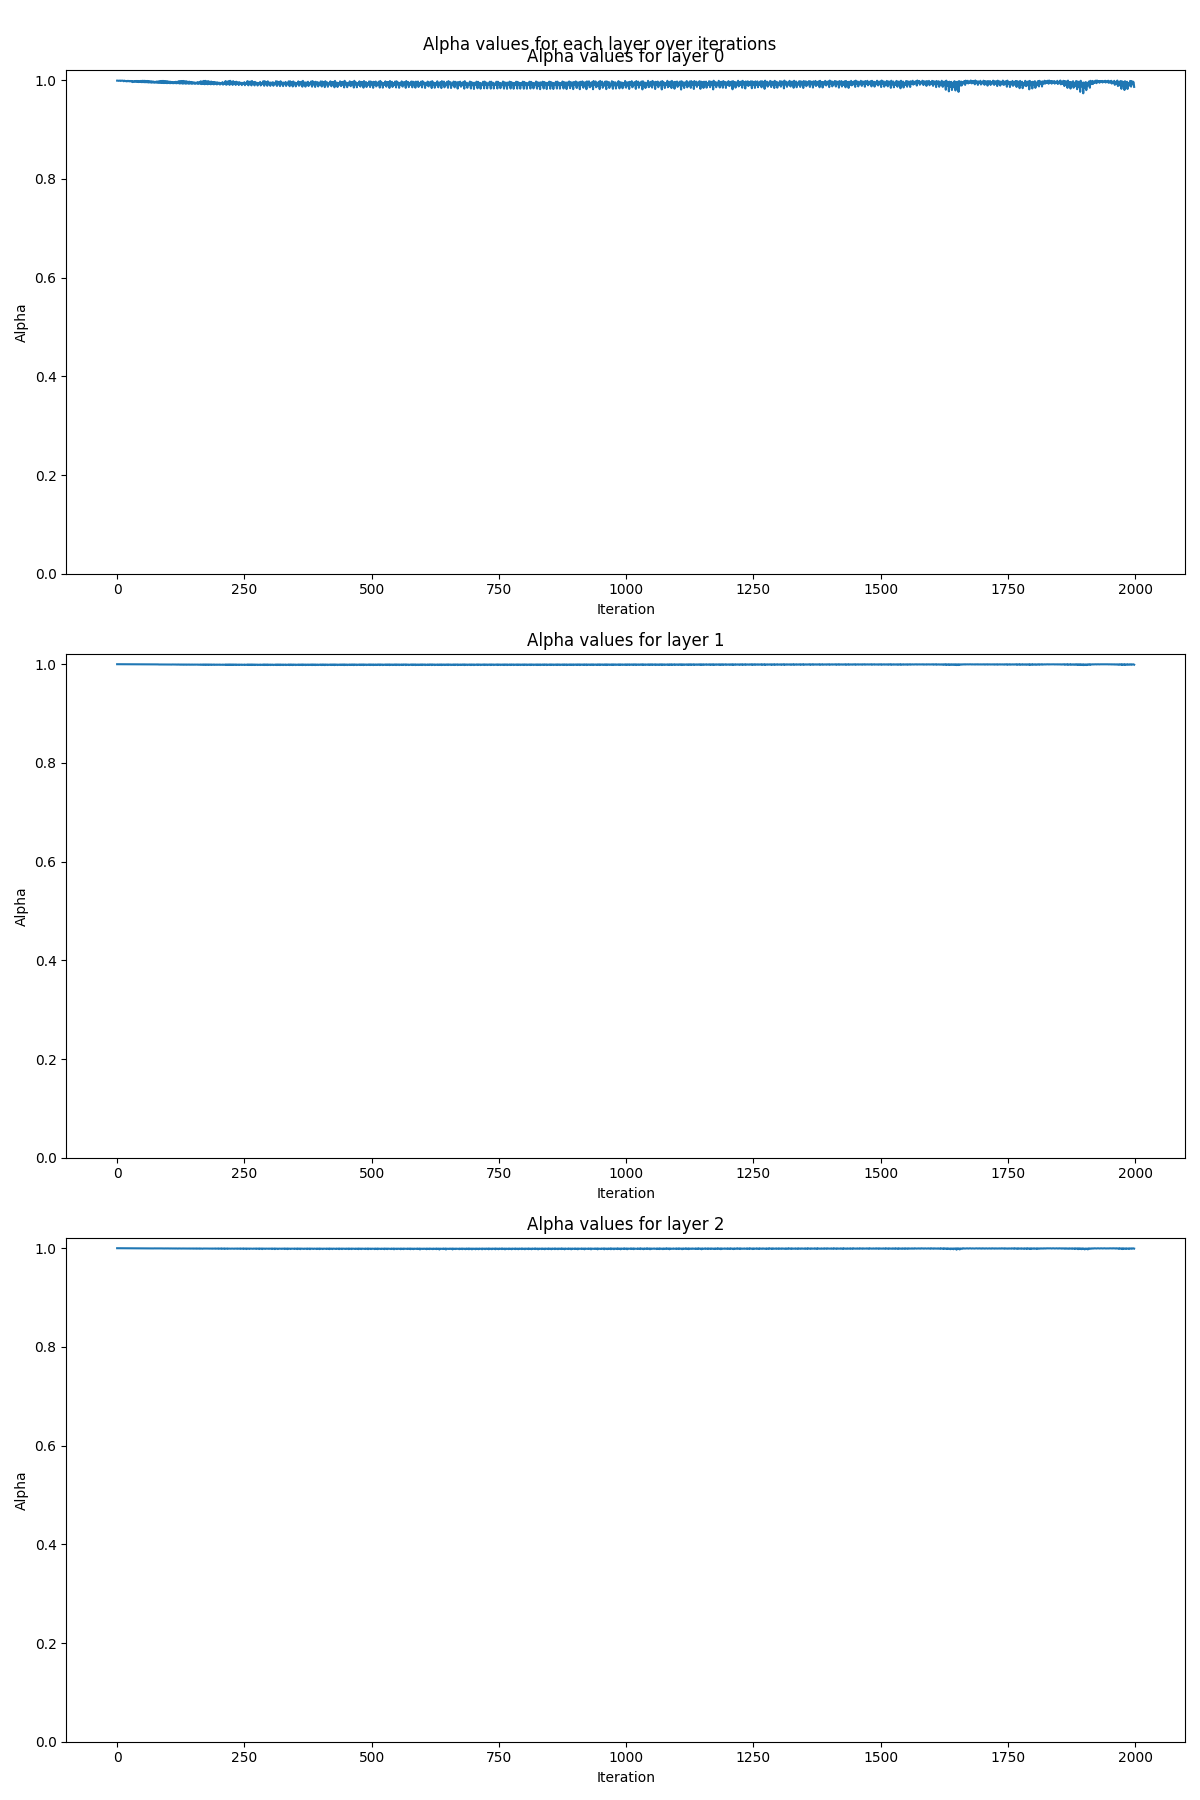 Alpha values for each layer over iterations
Alpha values for layer 0
1.0
0.8
0.6
0.4
0.2
0.0
Alpha
0 250 500 750 1000 1250 1500 1750 2000
Iteration
Alpha values for layer 1
1.0
0.8
0.6
0.4
0.2
0.0
Alpha
0 250 500 750 1000 1250 1500 1750 2000
Iteration
Alpha values for layer 2
1.0
0.8
0.6
0.4
0.2
0.0
Alpha
0 250 500 750 1000 1250 1500 1750 2000
Iteration